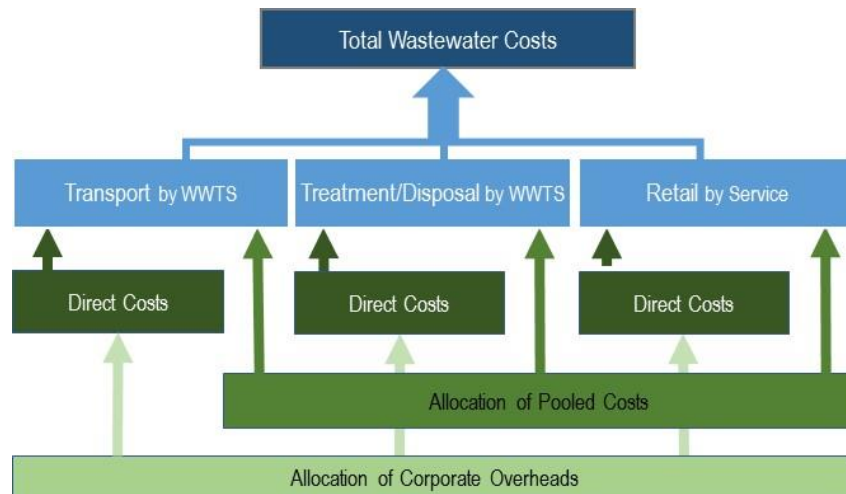 Total Wastewater Costs
Transport by WWTS
Treatment/Disposal by WWTS
Retail by Service
Direct Costs
Direct Costs
Direct Costs
Allocation of Pooled Costs
Allocation of Corporate Overheads